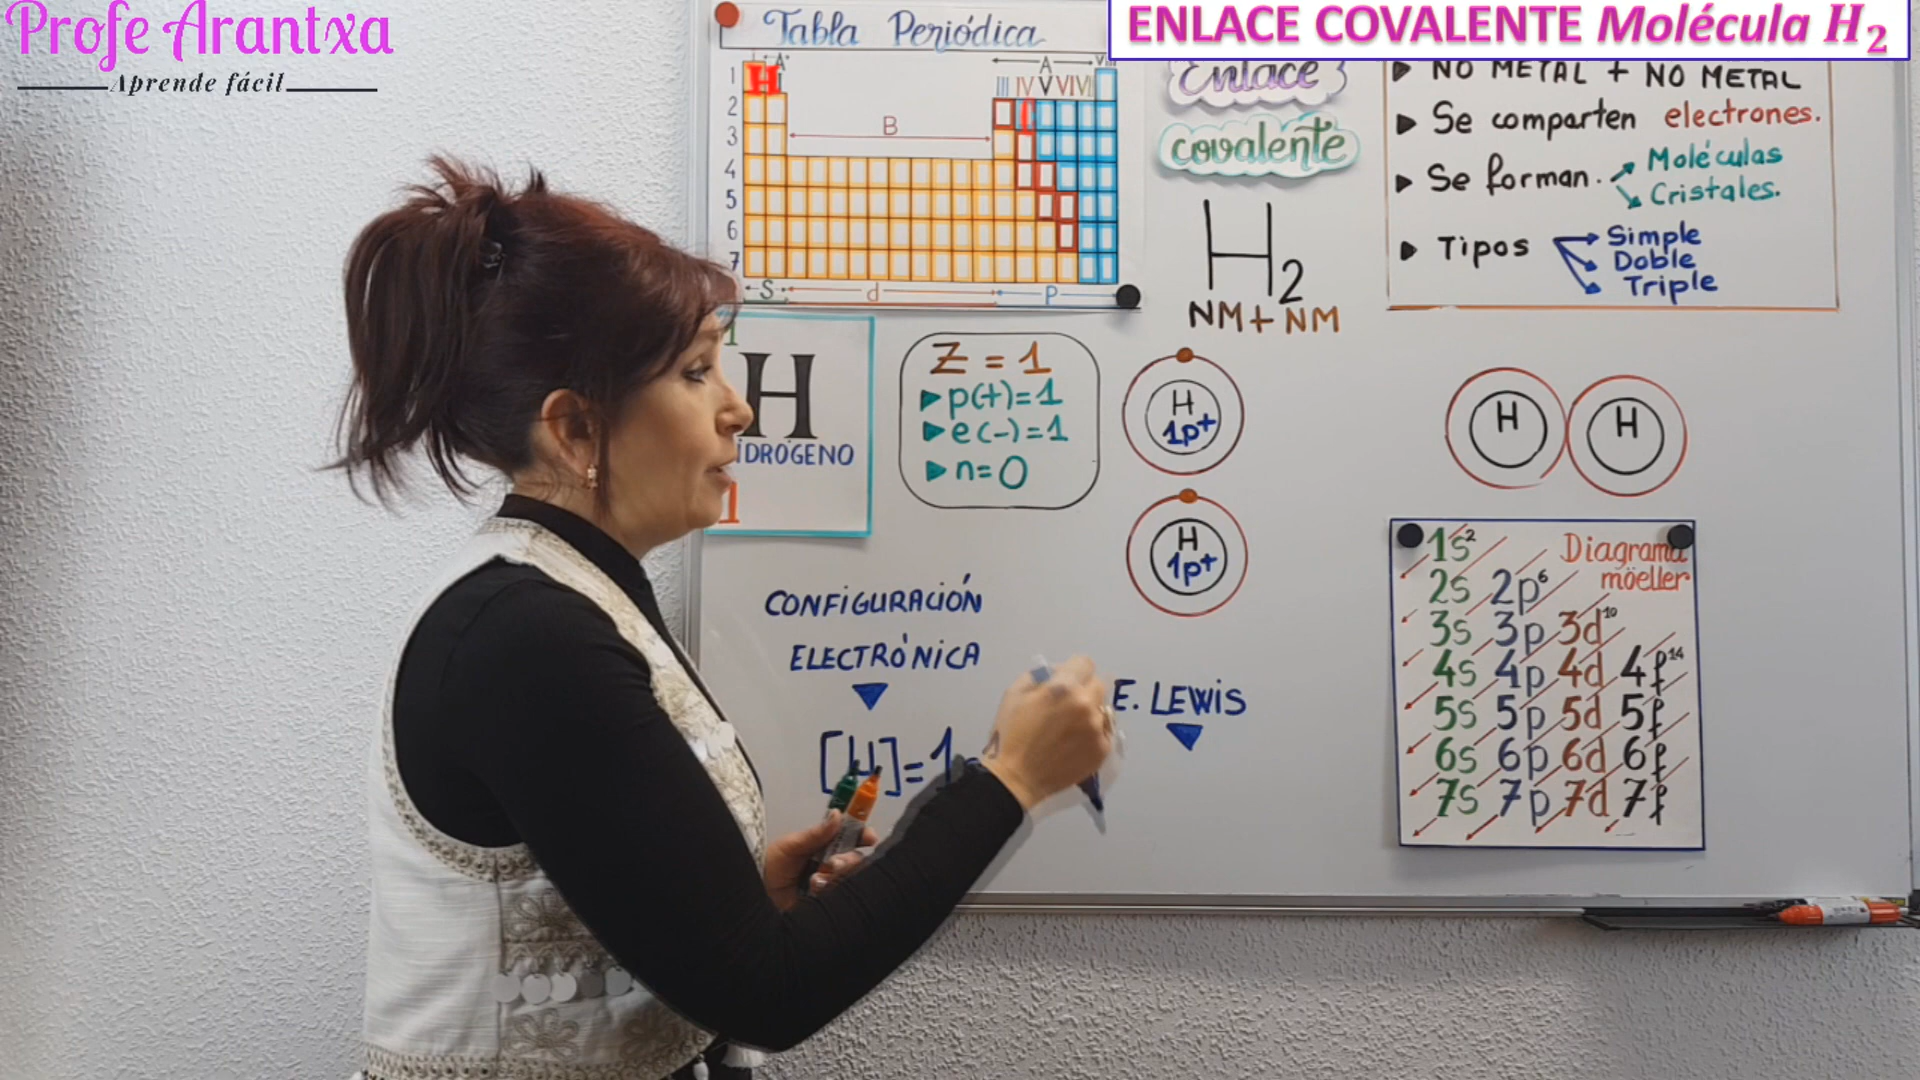 Profe Arantxa
Aprende fácil
ENLACE COVALENTE Molécula H₂
Tabla Periódica
A
A
VIII
III IV V VI VII
1 H
2
3
4
5
6
7
B
S d P
Enlace
covalente
H₂
NM + NM
▸ NO METAL + NO METAL
▸ Se comparten electrones.
▸ Se forman. Moléculas
Cristales.
▸ Tipos Simple
Doble
Triple
1
H
IDRÓGENO
1
Z = 1
▸ p(+)=1
▸ e(-)=1
▸ n=0
H
1p⁺
H
1p⁺
H H
CONFIGURACIÓN
ELECTRÓNICA
[H]=1
E. LEWIS
Diagrama
möeller
1s²
2s 2p⁶
3s 3p 3d¹⁰
4s 4p 4d 4f¹⁴
5s 5p 5d 5f
6s 6p 6d 6f
7s 7p 7d 7f